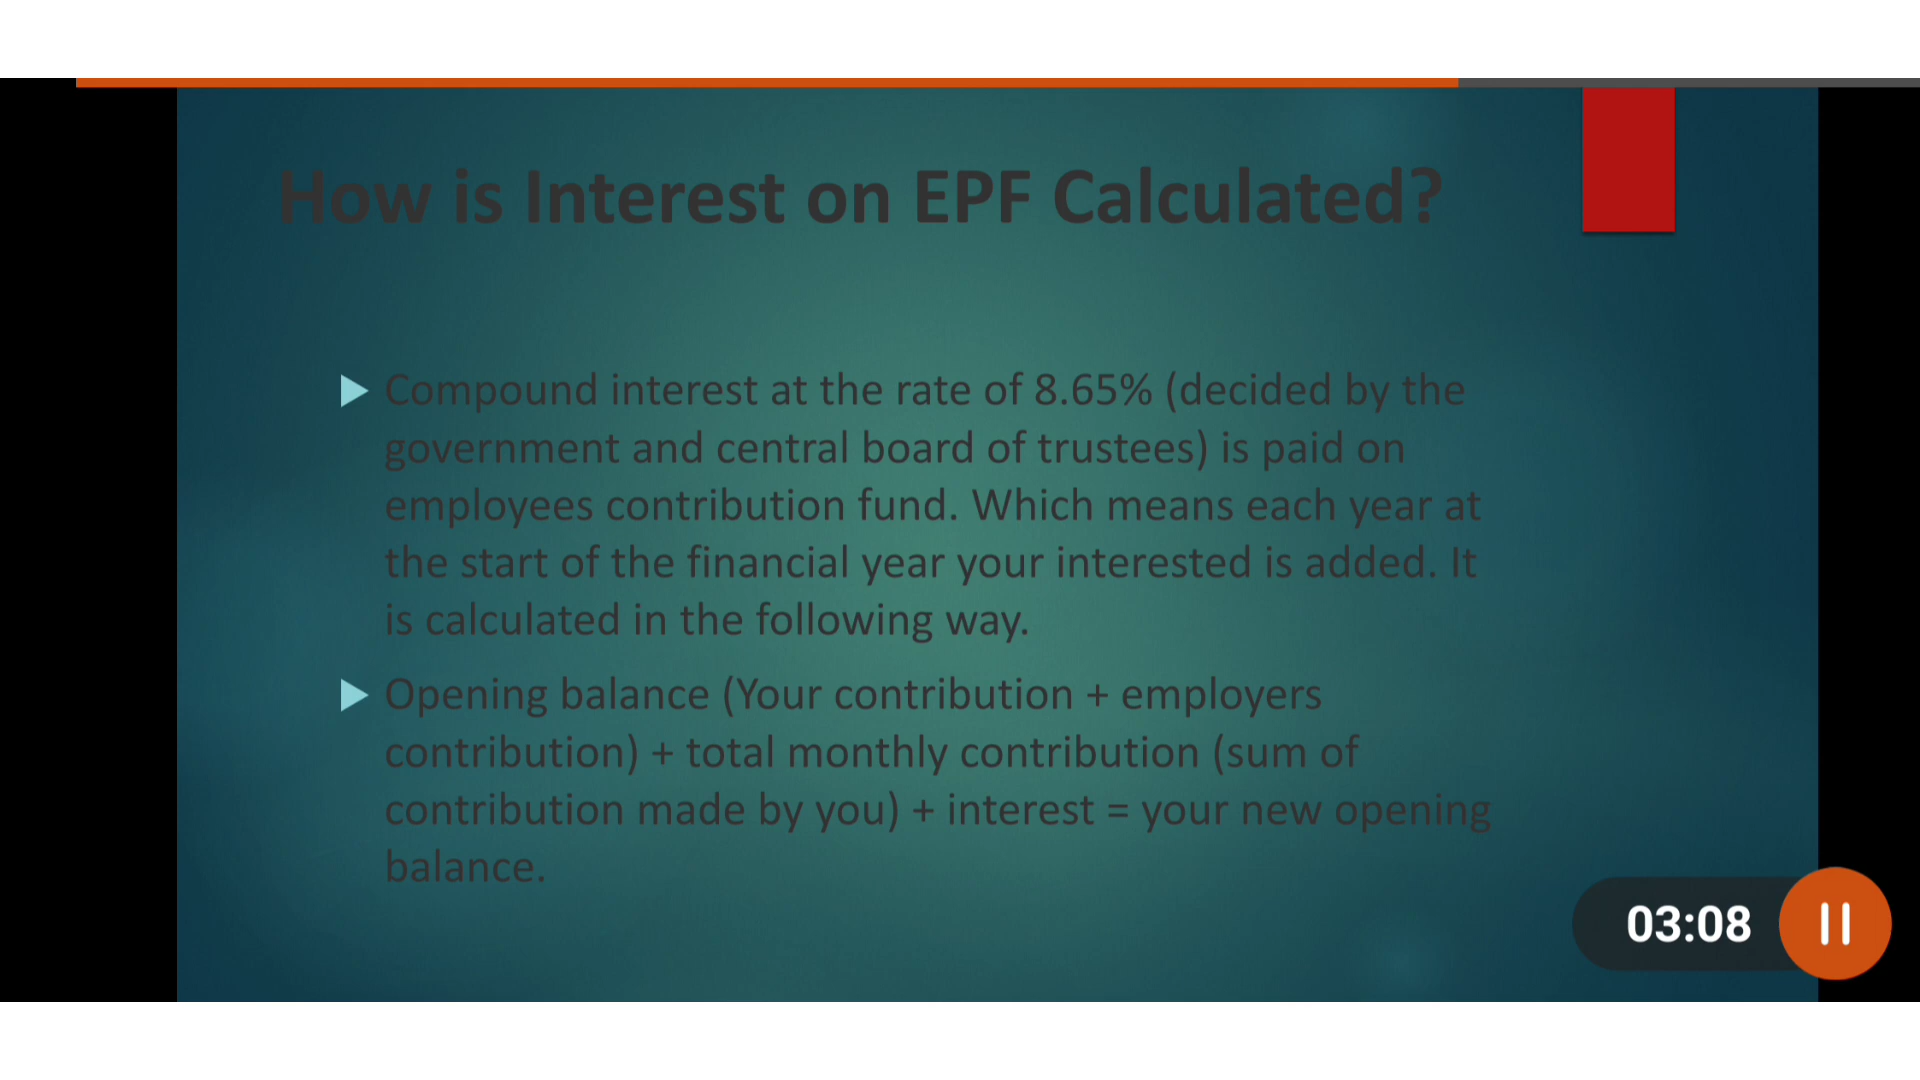 How is Interest on EPF Calculated?
Compound interest at the rate of 8.65% (decided by the
government and central board of trustees) is paid on
employees contribution fund. Which means each year at
the start of the financial year your interested is added. It
is calculated in the following way.
Opening balance (Your contribution + employers
contribution) + total monthly contribution (sum of
contribution made by you) + interest = your new opening
balance.
03:08